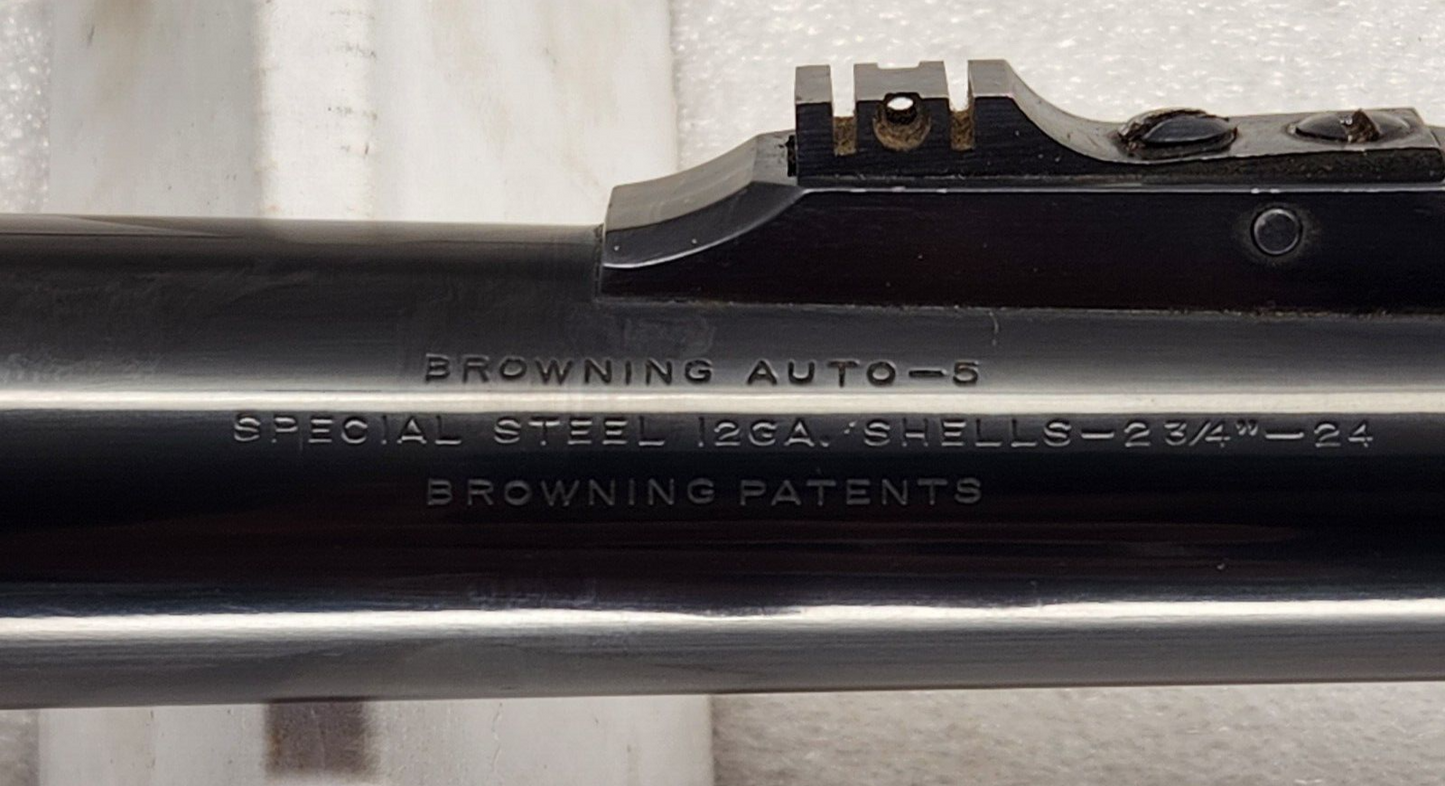 BROWNING AUTO-5
SPECIAL STEEL 12GA. SHELLS-2 3/4"-24
BROWNING PATENTS